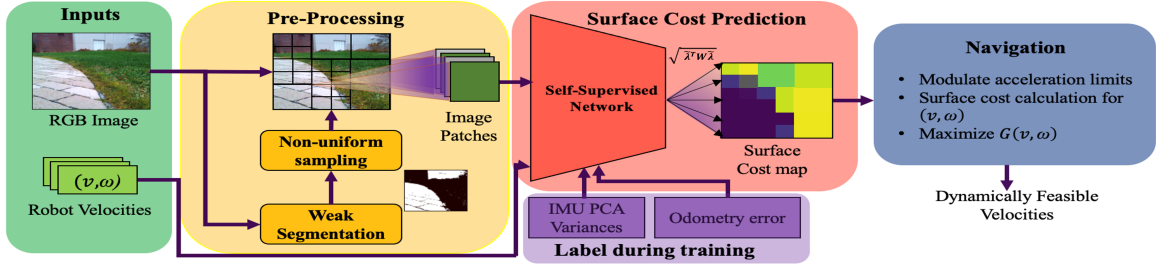 Inputs
RGB Image
(v,ω)
Robot Velocities
Pre-Processing
Image
Patches
Non-uniform
sampling
Weak
Segmentation
Surface Cost Prediction
Self-Supervised
Network
√λ̃ᵀWλ̃
Surface
Cost map
IMU PCA
Variances
Odometry error
Label during training
Navigation
• Modulate acceleration limits
• Surface cost calculation for
(v, ω)
• Maximize G(v, ω)
Dynamically Feasible
Velocities